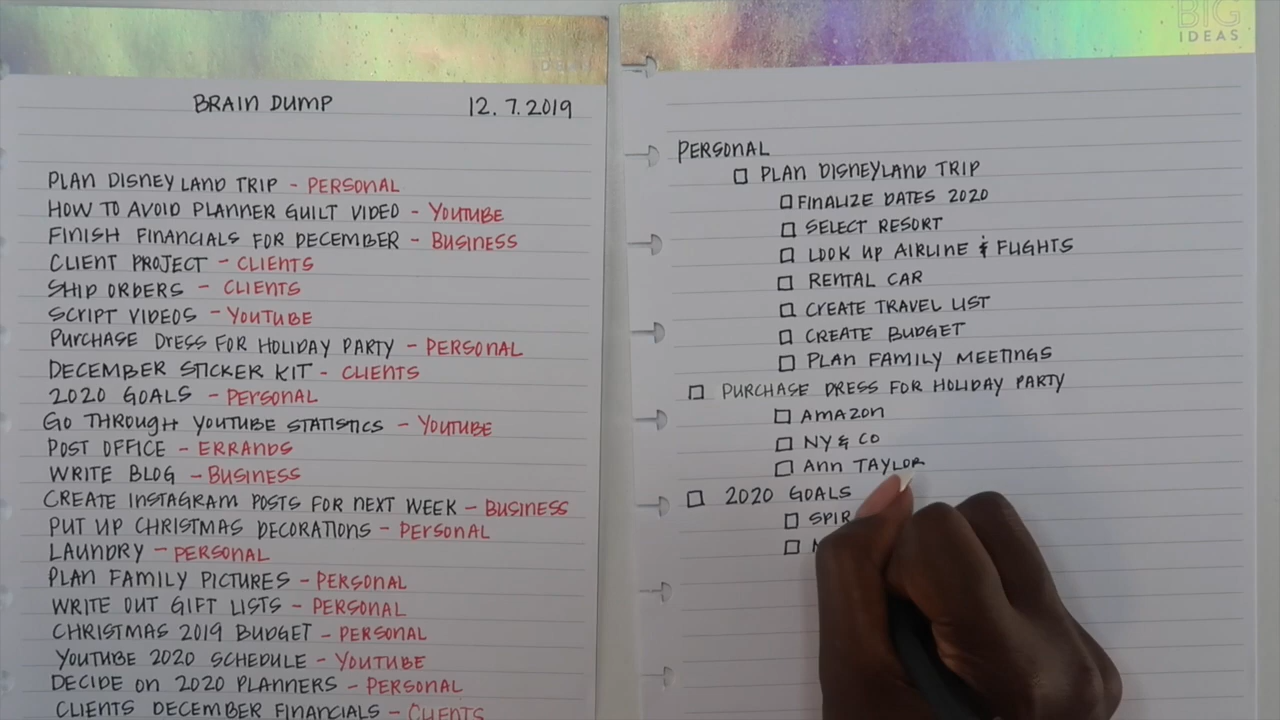 BRAIN DUMP 12.7.2019
PLAN DISNEYLAND TRIP - PERSONAL
HOW TO AVOID PLANNER GUILT VIDEO - YOUTUBE
FINISH FINANCIALS FOR DECEMBER - BUSINESS
CLIENT PROJECT - CLIENTS
SHIP ORDERS - CLIENTS
SCRIPT VIDEOS - YOUTUBE
PURCHASE DRESS FOR HOLIDAY PARTY - PERSONAL
DECEMBER STICKER KIT - CLIENTS
2020 GOALS - PERSONAL
GO THROUGH YOUTUBE STATISTICS - YOUTUBE
POST OFFICE - ERRANDS
WRITE BLOG - BUSINESS
CREATE INSTAGRAM POSTS FOR NEXT WEEK - BUSINESS
PUT UP CHRISTMAS DECORATIONS - PERSONAL
LAUNDRY - PERSONAL
PLAN FAMILY PICTURES - PERSONAL
WRITE OUT GIFT LISTS - PERSONAL
CHRISTMAS 2019 BUDGET - PERSONAL
YOUTUBE 2020 SCHEDULE - YOUTUBE
DECIDE ON 2020 PLANNERS - PERSONAL
CLIENTS DECEMBER FINANCIALS - CLIENTS
BIG
IDEAS
PERSONAL
PLAN DISNEYLAND TRIP
FINALIZE DATES 2020
SELECT RESORT
LOOK UP AIRLINE & FLIGHTS
RENTAL CAR
CREATE TRAVEL LIST
CREATE BUDGET
PLAN FAMILY MEETINGS
PURCHASE DRESS FOR HOLIDAY PARTY
AMAZON
NY & CO
ANN TAYLOR
2020 GOALS
SPIR